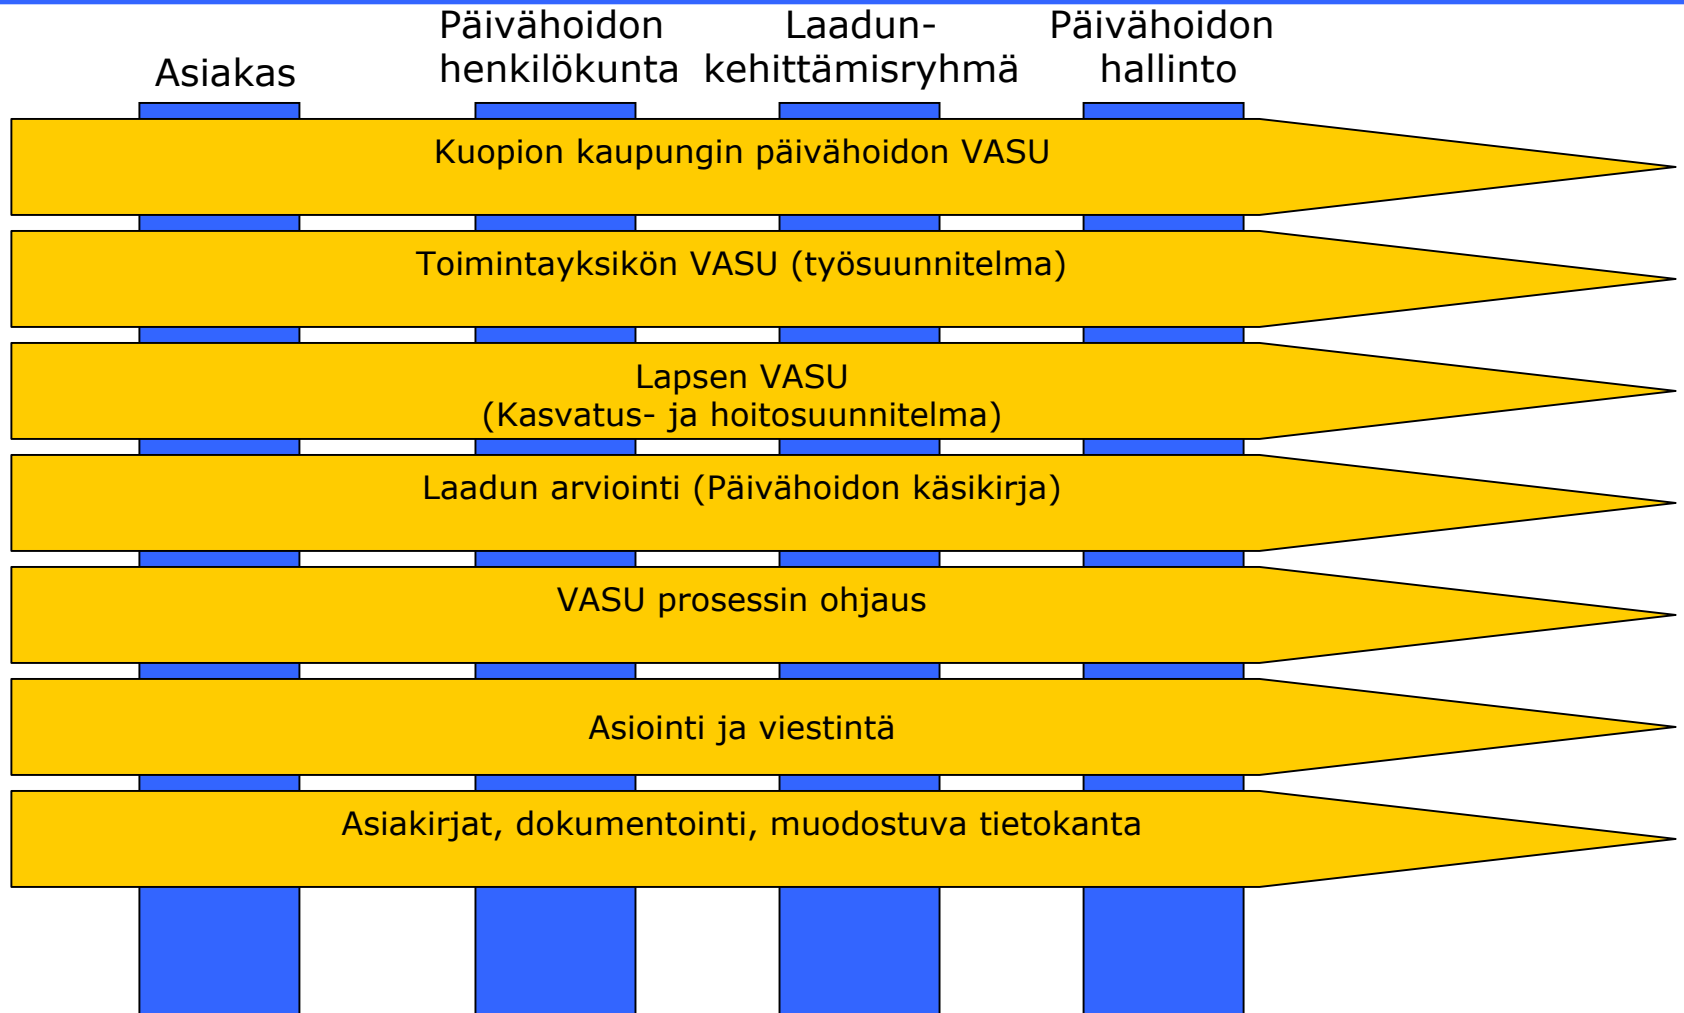 Asiakas
Päivähoidon
henkilökunta
Laadun-
kehittämisryhmä
Päivähoidon
hallinto
Kuopion kaupungin päivähoidon VASU
Toimintayksikön VASU (työsuunnitelma)
Lapsen VASU
(Kasvatus- ja hoitosuunnitelma)
Laadun arviointi (Päivähoidon käsikirja)
VASU prosessin ohjaus
Asiointi ja viestintä
Asiakirjat, dokumentointi, muodostuva tietokanta